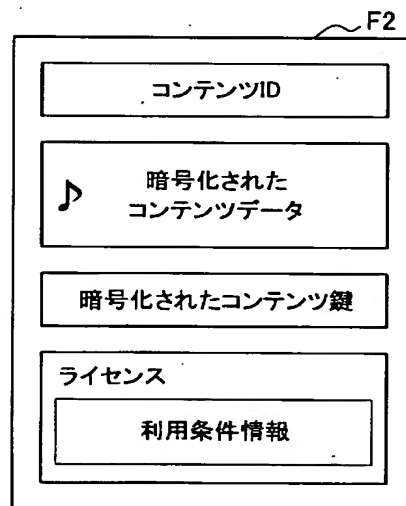 F2
コンテンツID
♪
暗号化された
コンテンツデータ
暗号化されたコンテンツ鍵
ライセンス
利用条件情報